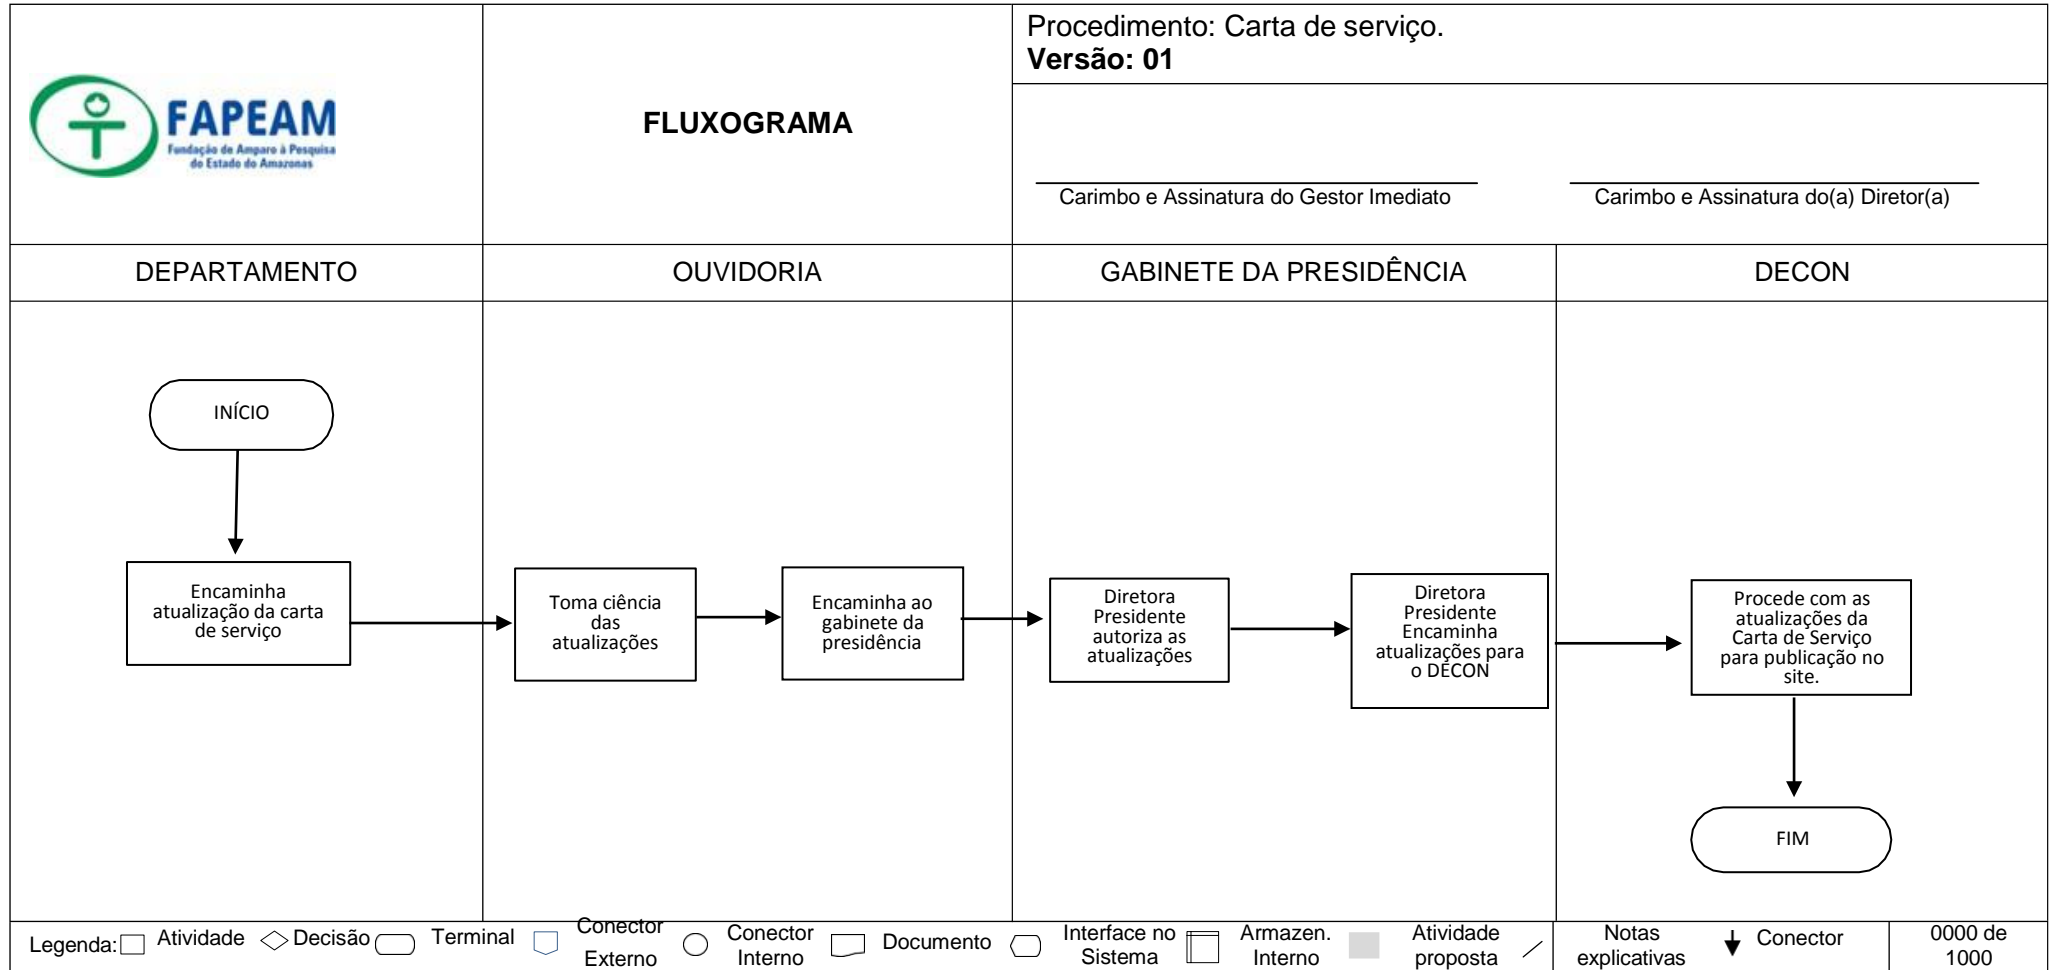 Procedimento: Carta de serviço.
Versão: 01
FAPEAM
Fundação de Amparo à Pesquisa
do Estado do Amazonas
FLUXOGRAMA
Carimbo e Assinatura do Gestor Imediato
Carimbo e Assinatura do(a) Diretor(a)
DEPARTAMENTO
OUVIDORIA
GABINETE DA PRESIDÊNCIA
DECON
INÍCIO
Encaminha
atualização da carta
de serviço
Toma ciência
das
atualizações
Encaminha ao
gabinete da
presidência
Diretora
Presidente
autoriza as
atualizações
Diretora
Presidente
Encaminha
atualizações para
o DECON
Procede com as
atualizações da
Carta de Serviço
para publicação no
site.
FIM
Legenda:
Atividade
Decisão
Terminal
Conector
Externo
Conector
Interno
Documento
Interface no
Sistema
Armazen.
Interno
Atividade
proposta
Notas
explicativas
Conector
0000 de
1000